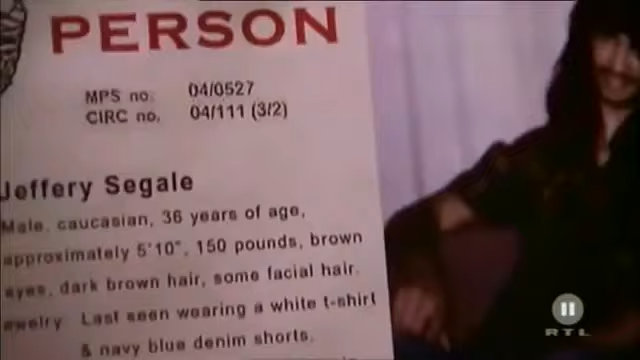 PERSON
MPS no. 04/0527
CIRC no. 04/111 (3/2)
Jeffery Segale
Male, caucasian, 36 years of age,
approximately 5'10", 150 pounds, brown
eyes, dark brown hair, some facial hair.
Last seen wearing a white t-shirt
& navy blue denim shorts.
RTL